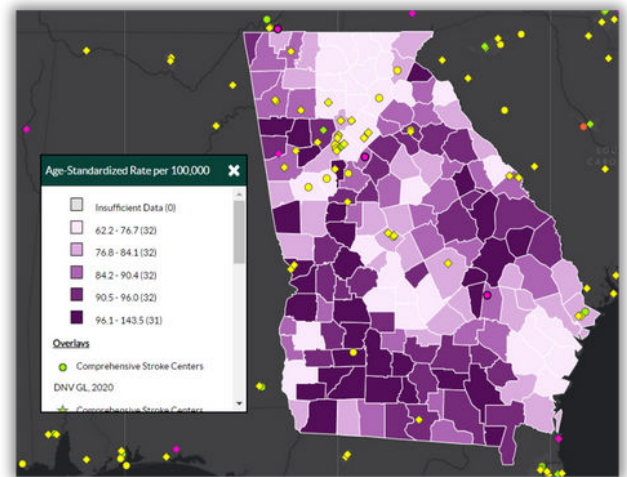 Age-Standardized Rate per 100,000
Insufficient Data (0)
62.2 - 76.7 (32)
76.8 - 84.1 (32)
84.2 - 90.4 (32)
90.5 - 96.0 (32)
96.1 - 143.5 (31)
Overlays
Comprehensive Stroke Centers
DNV GL, 2020
Comprehensive Stroke Centers
SOU
CAROL